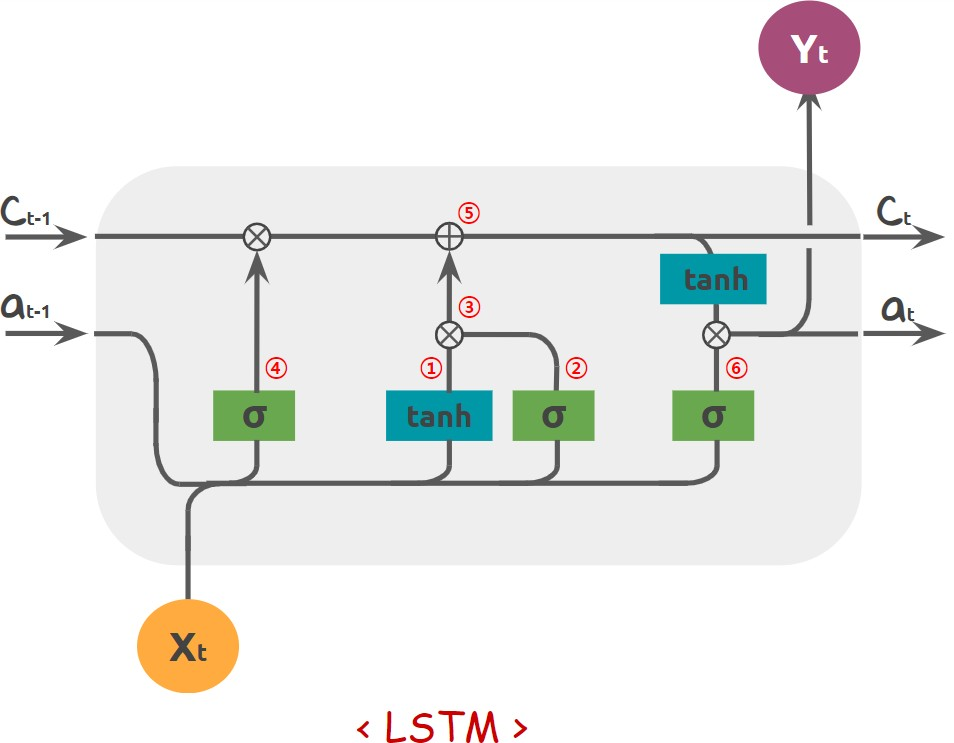 Yt
Ct-1
⑤
Ct
tanh
at-1
③
at
④
①
②
⑥
σ
tanh
σ
σ
Xt
< LSTM >